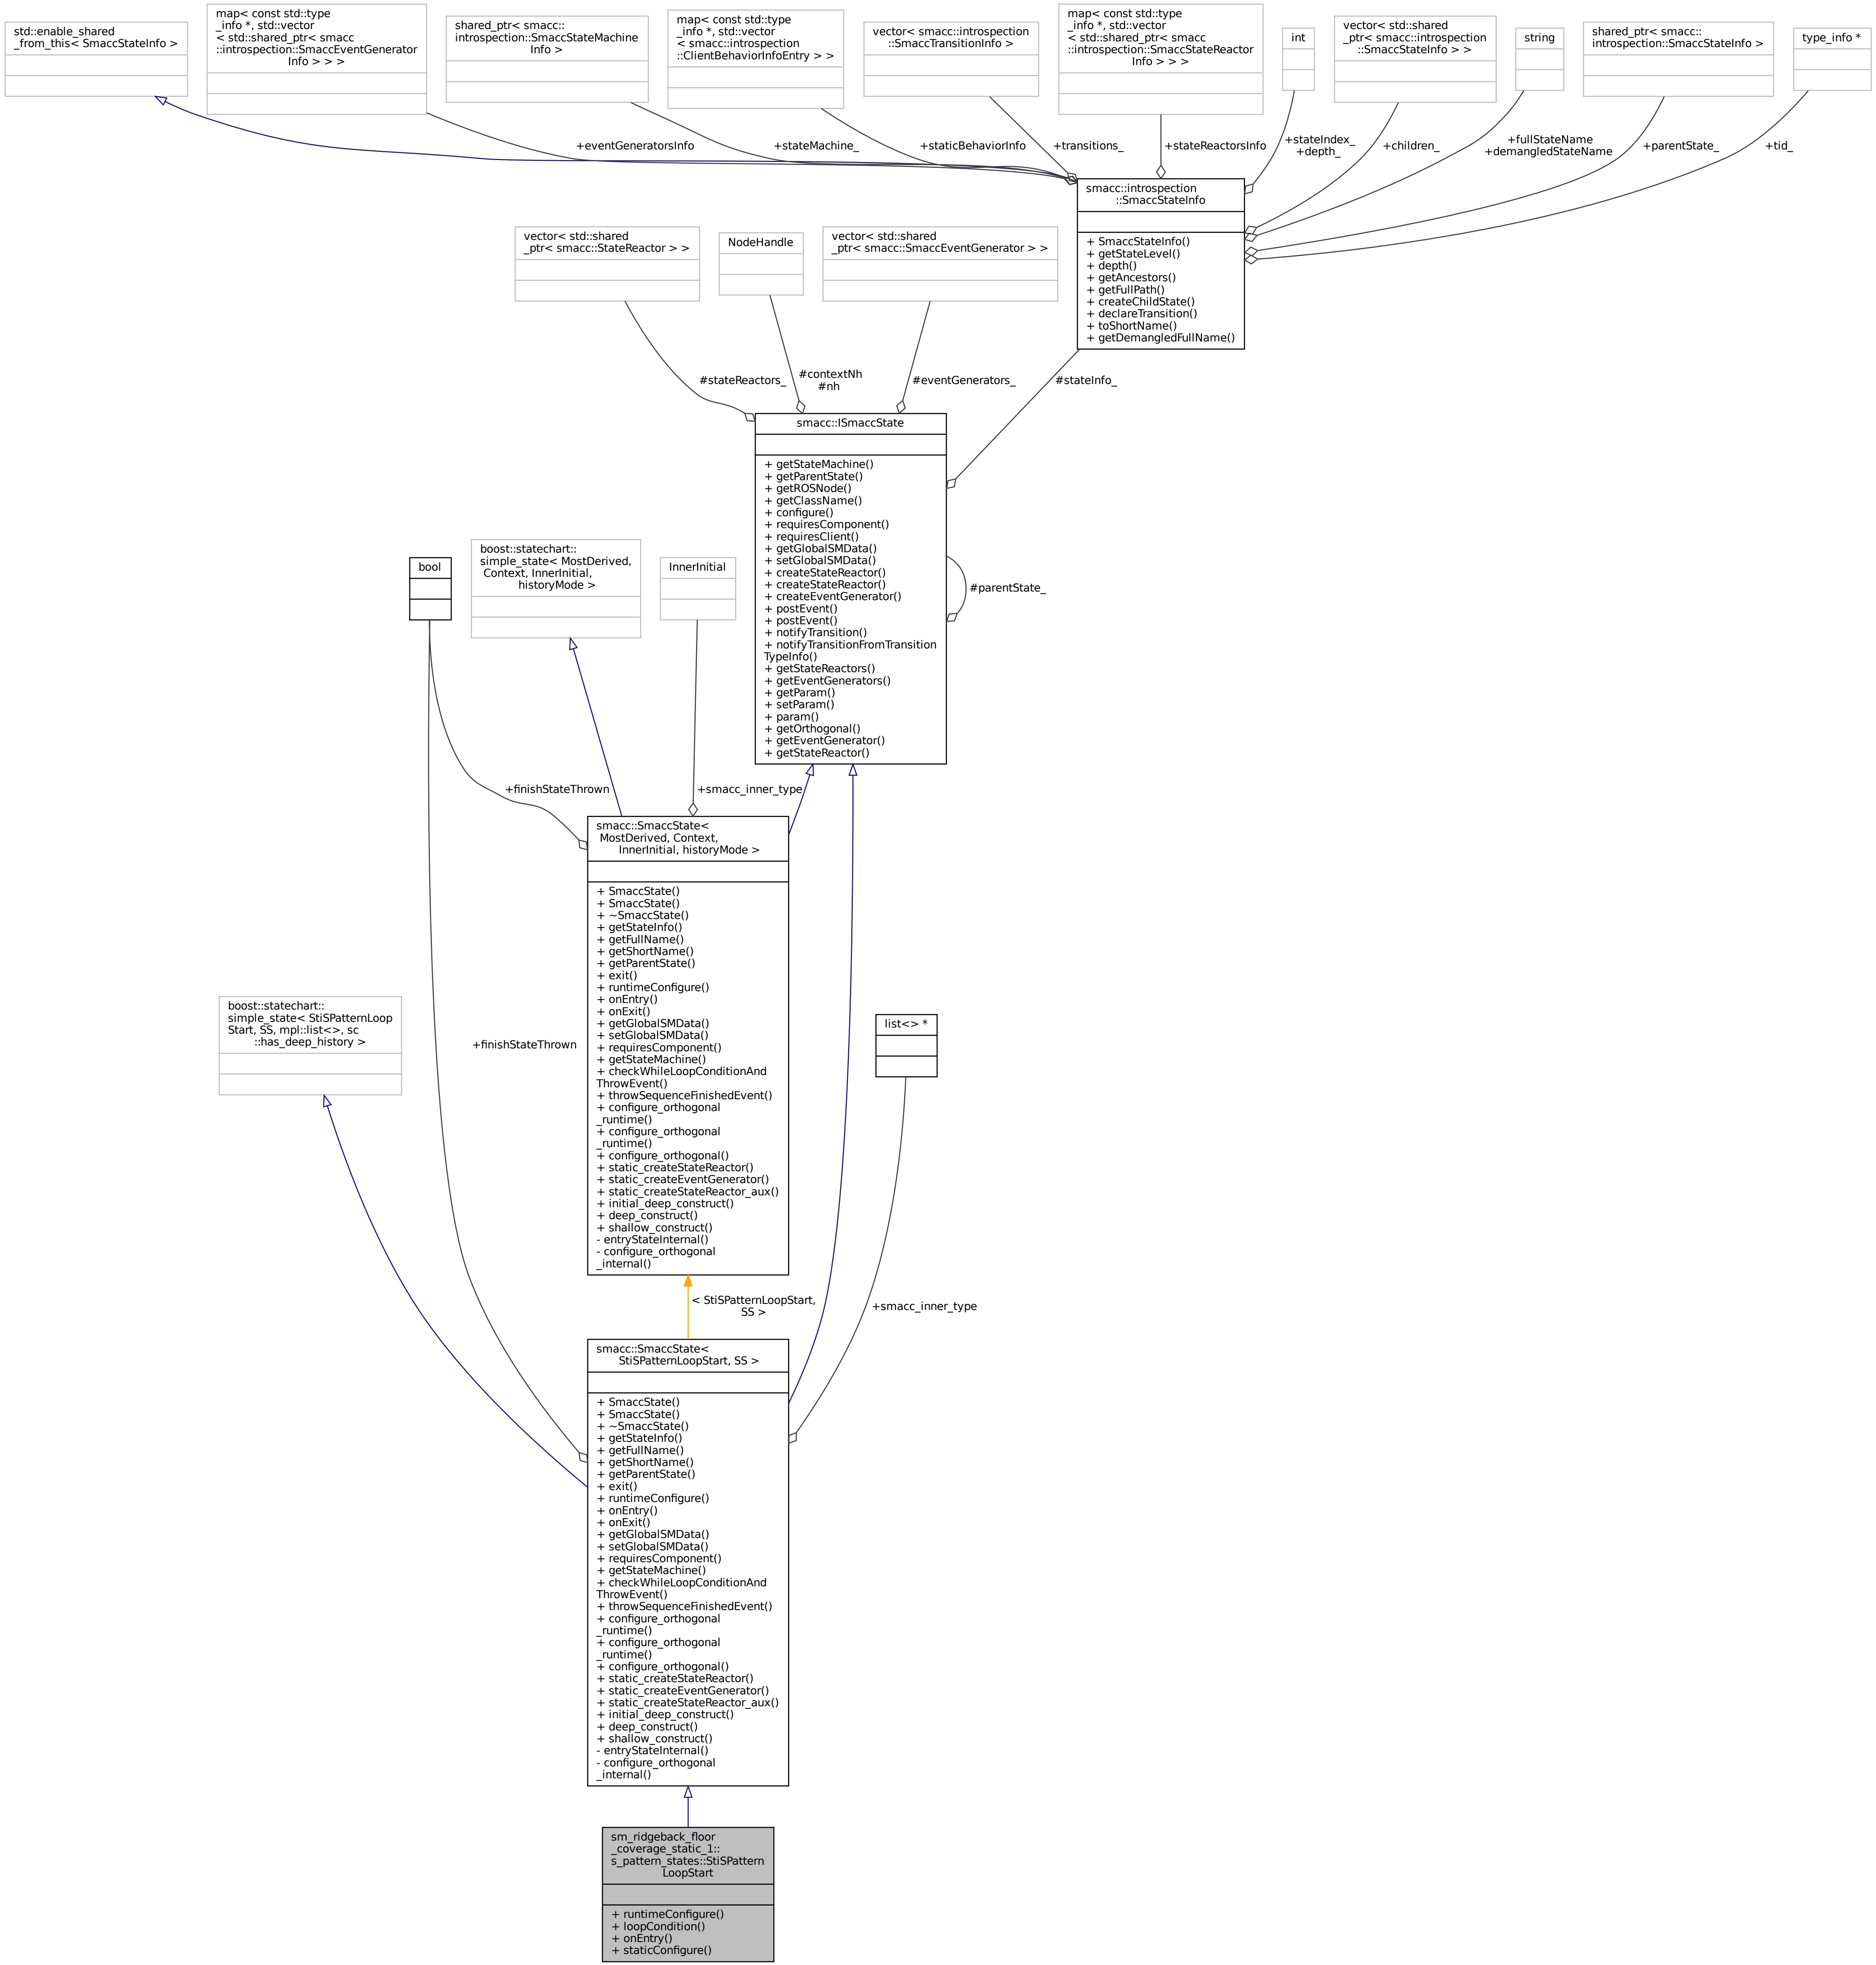 std::enable_shared
_from_this< SmaccStateInfo >
map< const std::type
_info *, std::vector
< std::shared_ptr< smacc
::introspection::SmaccEventGenerator
Info > > >
shared_ptr< smacc::
introspection::SmaccStateMachine
Info >
map< const std::type
_info *, std::vector
< smacc::introspection
::ClientBehaviorInfoEntry > >
vector< smacc::introspection
::SmaccTransitionInfo >
map< const std::type
_info *, std::vector
< std::shared_ptr< smacc
::introspection::SmaccStateReactor
Info > > >
int
vector< std::shared
_ptr< smacc::introspection
::SmaccStateInfo > >
string
shared_ptr< smacc::
introspection::SmaccStateInfo >
type_info *
+eventGeneratorsInfo
+stateMachine_
+staticBehaviorInfo
+transitions_
+stateReactorsInfo
+stateIndex_
+depth_
+children_
+fullStateName
+demangledStateName
+parentState_
+tid_
smacc::introspection
::SmaccStateInfo
+ SmaccStateInfo()
+ getStateLevel()
+ depth()
+ getAncestors()
+ getFullPath()
+ createChildState()
+ declareTransition()
+ toShortName()
+ getDemangledFullName()
vector< std::shared
_ptr< smacc::StateReactor > >
NodeHandle
vector< std::shared
_ptr< smacc::SmaccEventGenerator > >
#stateReactors_
#contextNh
#nh
#eventGenerators_
#stateInfo_
smacc::ISmaccState
+ getStateMachine()
+ getParentState()
+ getROSNode()
+ getClassName()
+ configure()
+ requiresComponent()
+ requiresClient()
+ getGlobalSMData()
+ setGlobalSMData()
+ createStateReactor()
+ createStateReactor()
+ createEventGenerator()
+ postEvent()
+ postEvent()
+ notifyTransition()
+ notifyTransitionFromTransition
TypeInfo()
+ getStateReactors()
+ getEventGenerators()
+ getParam()
+ setParam()
+ param()
+ getOrthogonal()
+ getEventGenerator()
+ getStateReactor()
#parentState_
bool
boost::statechart::
simple_state< MostDerived,
Context, InnerInitial,
historyMode >
InnerInitial
+finishStateThrown
+smacc_inner_type
smacc::SmaccState<
MostDerived, Context,
InnerInitial, historyMode >
+ SmaccState()
+ SmaccState()
+ ~SmaccState()
+ getStateInfo()
+ getFullName()
+ getShortName()
+ getParentState()
+ exit()
+ runtimeConfigure()
+ onEntry()
+ onExit()
+ getGlobalSMData()
+ setGlobalSMData()
+ requiresComponent()
+ getStateMachine()
+ checkWhileLoopConditionAnd
ThrowEvent()
+ throwSequenceFinishedEvent()
+ configure_orthogonal
_runtime()
+ configure_orthogonal
_runtime()
+ configure_orthogonal()
+ static_createStateReactor()
+ static_createEventGenerator()
+ static_createStateReactor_aux()
+ initial_deep_construct()
+ deep_construct()
+ shallow_construct()
- entryStateInternal()
- configure_orthogonal
_internal()
boost::statechart::
simple_state< StiSPatternLoop
Start, SS, mpl::list<>, sc
::has_deep_history >
+finishStateThrown
list<> *
< StiSPatternLoopStart,
SS >
+smacc_inner_type
smacc::SmaccState<
StiSPatternLoopStart, SS >
+ SmaccState()
+ SmaccState()
+ ~SmaccState()
+ getStateInfo()
+ getFullName()
+ getShortName()
+ getParentState()
+ exit()
+ runtimeConfigure()
+ onEntry()
+ onExit()
+ getGlobalSMData()
+ setGlobalSMData()
+ requiresComponent()
+ getStateMachine()
+ checkWhileLoopConditionAnd
ThrowEvent()
+ throwSequenceFinishedEvent()
+ configure_orthogonal
_runtime()
+ configure_orthogonal
_runtime()
+ configure_orthogonal()
+ static_createStateReactor()
+ static_createEventGenerator()
+ static_createStateReactor_aux()
+ initial_deep_construct()
+ deep_construct()
+ shallow_construct()
- entryStateInternal()
- configure_orthogonal
_internal()
sm_ridgeback_floor
_coverage_static_1::
s_pattern_states::StiSPattern
LoopStart
+ runtimeConfigure()
+ loopCondition()
+ onEntry()
+ staticConfigure()